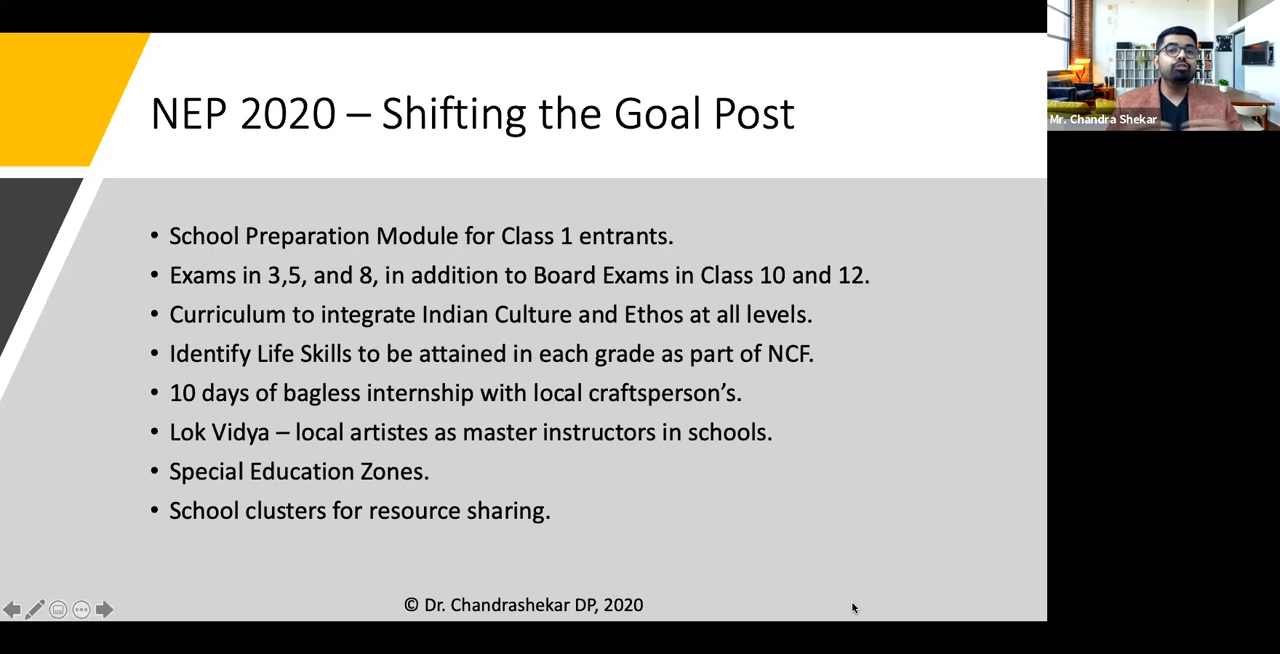 NEP 2020 – Shifting the Goal Post
Mr. Chandra Shekar
• School Preparation Module for Class 1 entrants.
• Exams in 3,5, and 8, in addition to Board Exams in Class 10 and 12.
• Curriculum to integrate Indian Culture and Ethos at all levels.
• Identify Life Skills to be attained in each grade as part of NCF.
• 10 days of bagless internship with local craftsperson’s.
• Lok Vidya – local artistes as master instructors in schools.
• Special Education Zones.
• School clusters for resource sharing.
© Dr. Chandrashekar DP, 2020